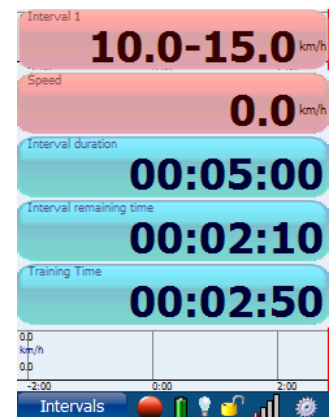 Interval 1
10.0-15.0 km/h
Speed
0.0 km/h
Interval duration
00:05:00
Interval remaining time
00:02:10
Training Time
00:02:50
0.0
km/h
0.0
-2:00 0:00 2:00
Intervals